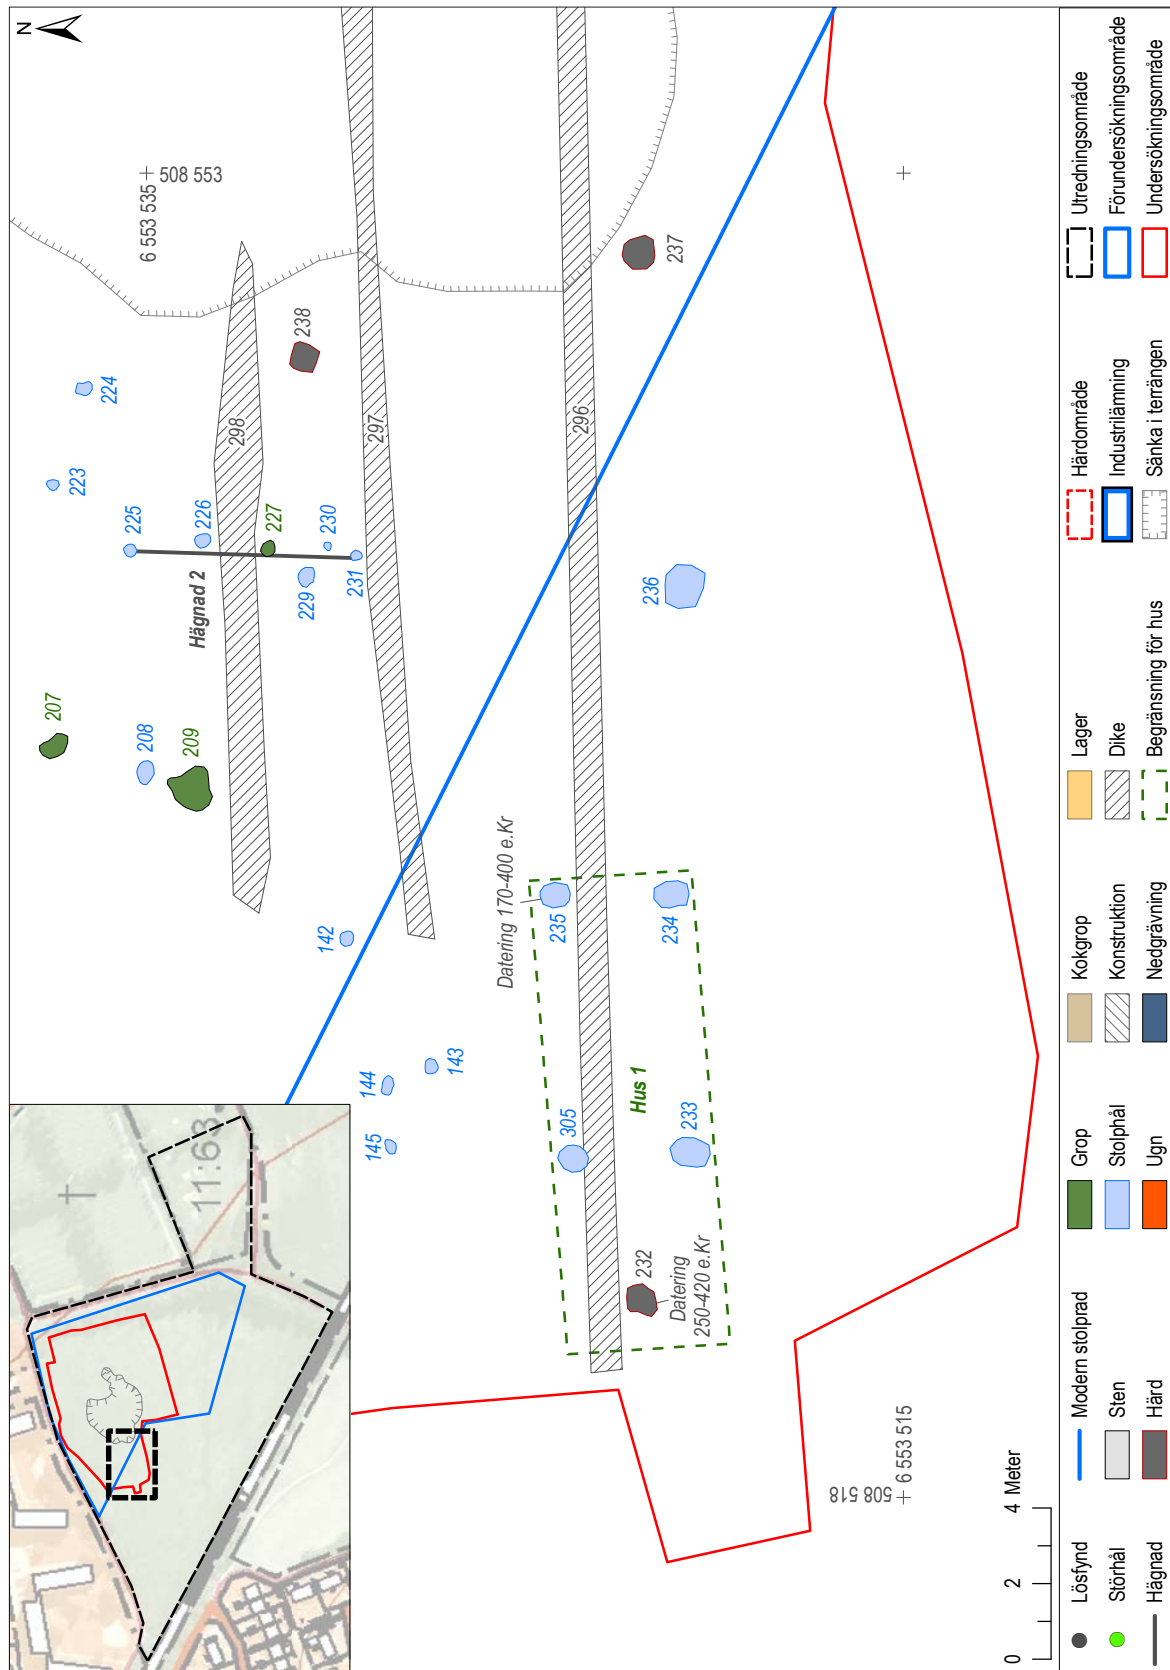 N
6 553 535
508 553
224
223
238
237
298
297
296
225
226
227
230
229
231
Hägnad 2
236
207
208
209
142
Datering 170-400 e.Kr
235
234
144
143
145
305
Hus 1
233
232
Datering
250-420 e.Kr
11:63
508 518
6 553 515
0 2 4 Meter
Lösfynd
Störhål
Hägnad
Modern stolprad
Sten
Härd
Grop
Stolphål
Ugn
Kokgrop
Konstruktion
Nedgrävning
Lager
Dike
Begränsning för hus
Härdområde
Industrilämning
Sänka i terrängen
Utredningsområde
Förundersökningsområde
Undersökningsområde